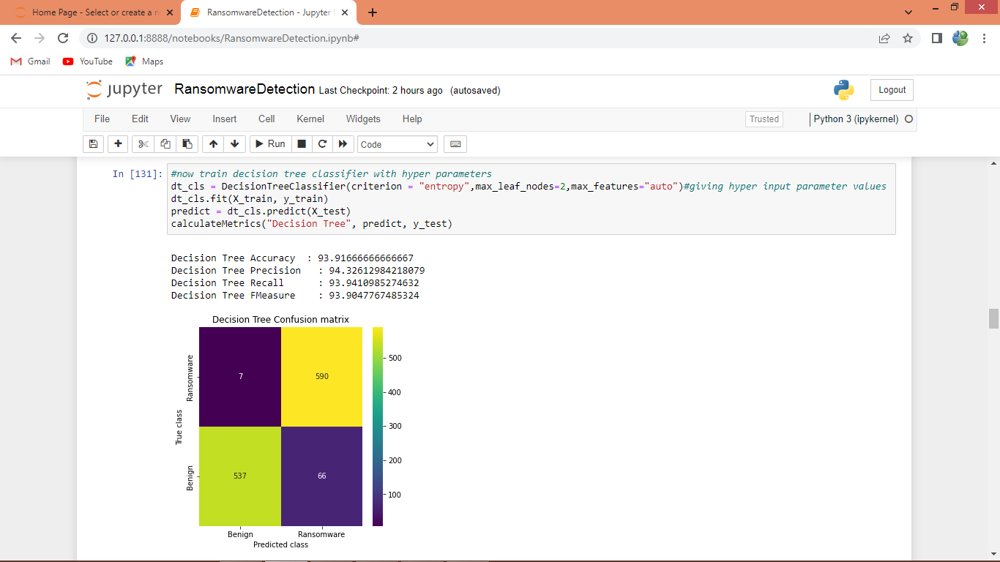 Home Page - Select or create a n
RansomwareDetection - Jupyter
127.0.0.1:8888/notebooks/RansomwareDetection.ipynb#
Gmail YouTube Maps
jupyter RansomwareDetection Last Checkpoint: 2 hours ago (autosaved) Logout
File Edit View Insert Cell Kernel Widgets Help Trusted Python 3 (ipykernel)
Run Code
In [131]: #now train decision tree classifier with hyper parameters
dt_cls = DecisionTreeClassifier(criterion = "entropy",max_leaf_nodes=2,max_features="auto")#giving hyper input parameter values
dt_cls.fit(X_train, y_train)
predict = dt_cls.predict(X_test)
calculateMetrics("Decision Tree", predict, y_test)
Decision Tree Accuracy : 93.91666666666667
Decision Tree Precision : 94.32612984218079
Decision Tree Recall : 93.9410985274632
Decision Tree FMeasure : 93.9047767485324
Decision Tree Confusion matrix
Ransomware
7 590
True class
Benign
537 66
500
400
300
200
100
Benign Ransomware
Predicted class